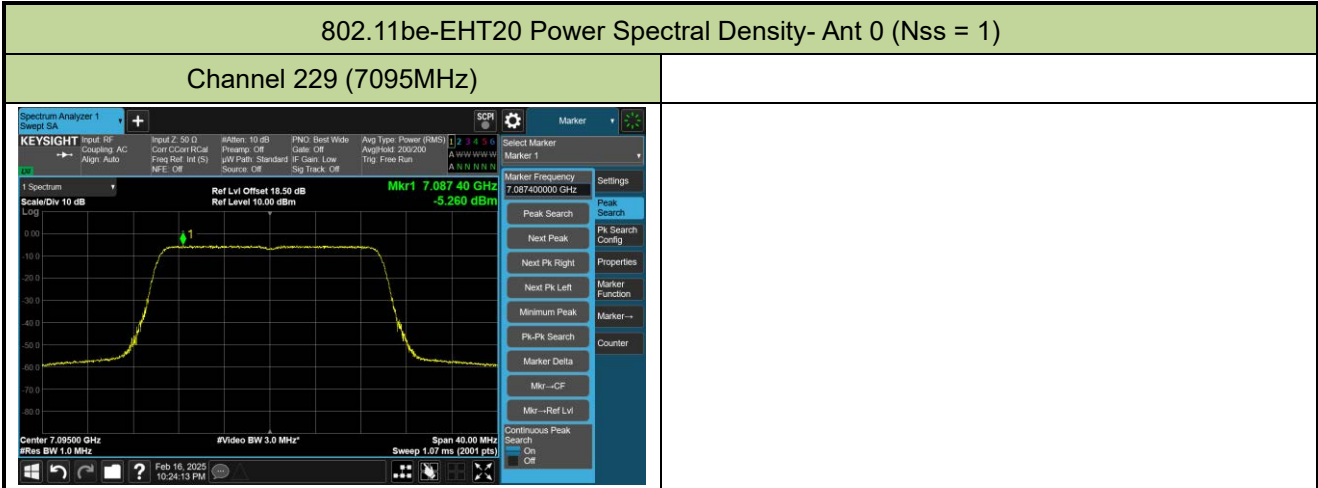 802.11be-EHT20 Power Spectral Density- Ant 0 (Nss = 1)
Channel 229 (7095MHz)
Spectrum Analyzer 1
Swept SA
+
SCPI
Marker
KEYSIGHT
Input: RF
Coupling: AC
Align: Auto
Input Z: 50 Ω
Corr CCorr RCal
Freq Ref: Int (S)
NFE: Off
#Atten: 10 dB
Preamp: Off
µW Path: Standard
Source: Off
PNO: Best Wide
Gate: Off
IF Gain: Low
Sig Track: Off
Avg Type: Power (RMS)
Avg|Hold: 200/200
Trig: Free Run
1 2 3 4 5 6
A W W W W W
A N N N N N
Select Marker
Marker 1
1 Spectrum
Scale/Div 10 dB
Log
Ref Lvl Offset 18.50 dB
Ref Level 10.00 dBm
Mkr1 7.087 40 GHz
-5.260 dBm
0.00
-10.0
-20.0
-30.0
-40.0
-50.0
-60.0
-70.0
-80.0
1
Center 7.09500 GHz
#Res BW 1.0 MHz
#Video BW 3.0 MHz*
Span 40.00 MHz
Sweep 1.07 ms (2001 pts)
Marker Frequency
7.087400000 GHz
Peak Search
Next Peak
Next Pk Right
Next Pk Left
Minimum Peak
Pk-Pk Search
Marker Delta
Mkr→CF
Mkr→Ref Lvl
Continuous Peak
Search
On
Off
Settings
Peak
Search
Pk Search
Config
Properties
Marker
Function
Marker→
Counter
?
Feb 16, 2025
10:24:13 PM